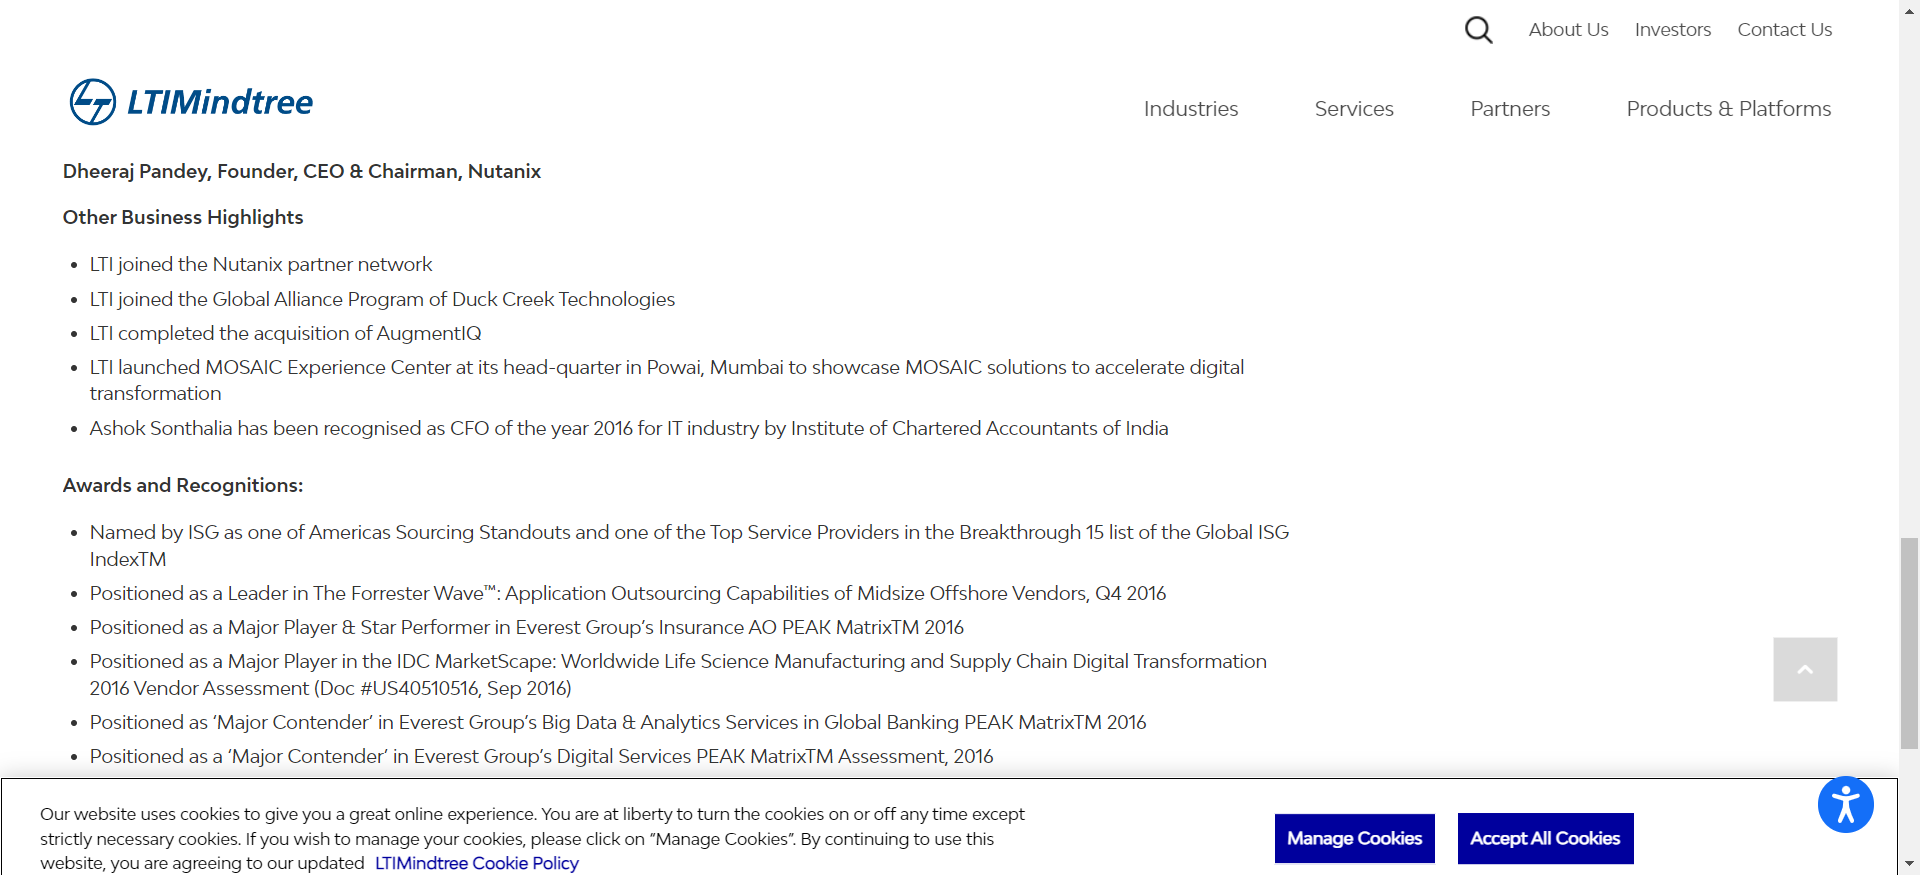 About Us Investors Contact Us
LTIMindtree
Industries Services Partners Products & Platforms
Dheeraj Pandey, Founder, CEO & Chairman, Nutanix
Other Business Highlights
• LTI joined the Nutanix partner network
• LTI joined the Global Alliance Program of Duck Creek Technologies
• LTI completed the acquisition of AugmentIQ
• LTI launched MOSAIC Experience Center at its head-quarter in Powai, Mumbai to showcase MOSAIC solutions to accelerate digital
transformation
• Ashok Sonthalia has been recognised as CFO of the year 2016 for IT industry by Institute of Chartered Accountants of India
Awards and Recognitions:
• Named by ISG as one of Americas Sourcing Standouts and one of the Top Service Providers in the Breakthrough 15 list of the Global ISG
IndexTM
• Positioned as a Leader in The Forrester Wave™: Application Outsourcing Capabilities of Midsize Offshore Vendors, Q4 2016
• Positioned as a Major Player & Star Performer in Everest Group’s Insurance AO PEAK MatrixTM 2016
• Positioned as a Major Player in the IDC MarketScape: Worldwide Life Science Manufacturing and Supply Chain Digital Transformation
2016 Vendor Assessment (Doc #US40510516, Sep 2016)
• Positioned as ‘Major Contender’ in Everest Group’s Big Data & Analytics Services in Global Banking PEAK MatrixTM 2016
• Positioned as a ‘Major Contender’ in Everest Group’s Digital Services PEAK MatrixTM Assessment, 2016
Our website uses cookies to give you a great online experience. You are at liberty to turn the cookies on or off any time except
strictly necessary cookies. If you wish to manage your cookies, please click on “Manage Cookies”. By continuing to use this
website, you are agreeing to our updated LTIMindtree Cookie Policy
Manage Cookies
Accept All Cookies